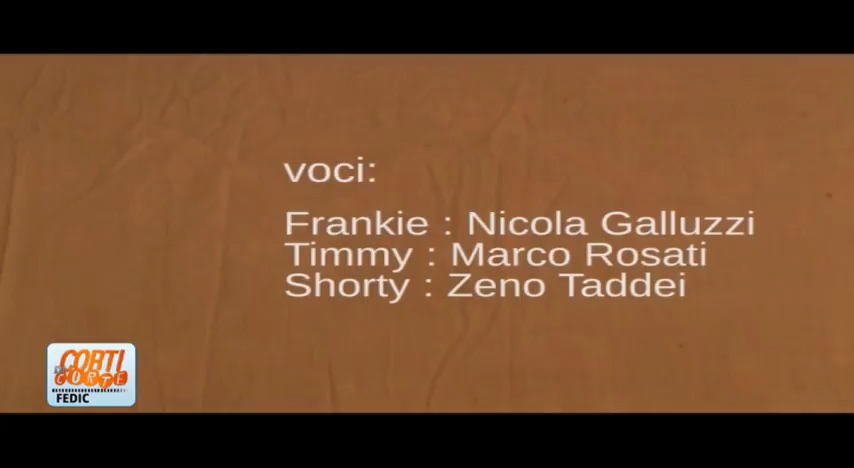 voci:
Frankie : Nicola Galluzzi
Timmy : Marco Rosati
Shorty : Zeno Taddei
CORTI
CORTE
FEDIC